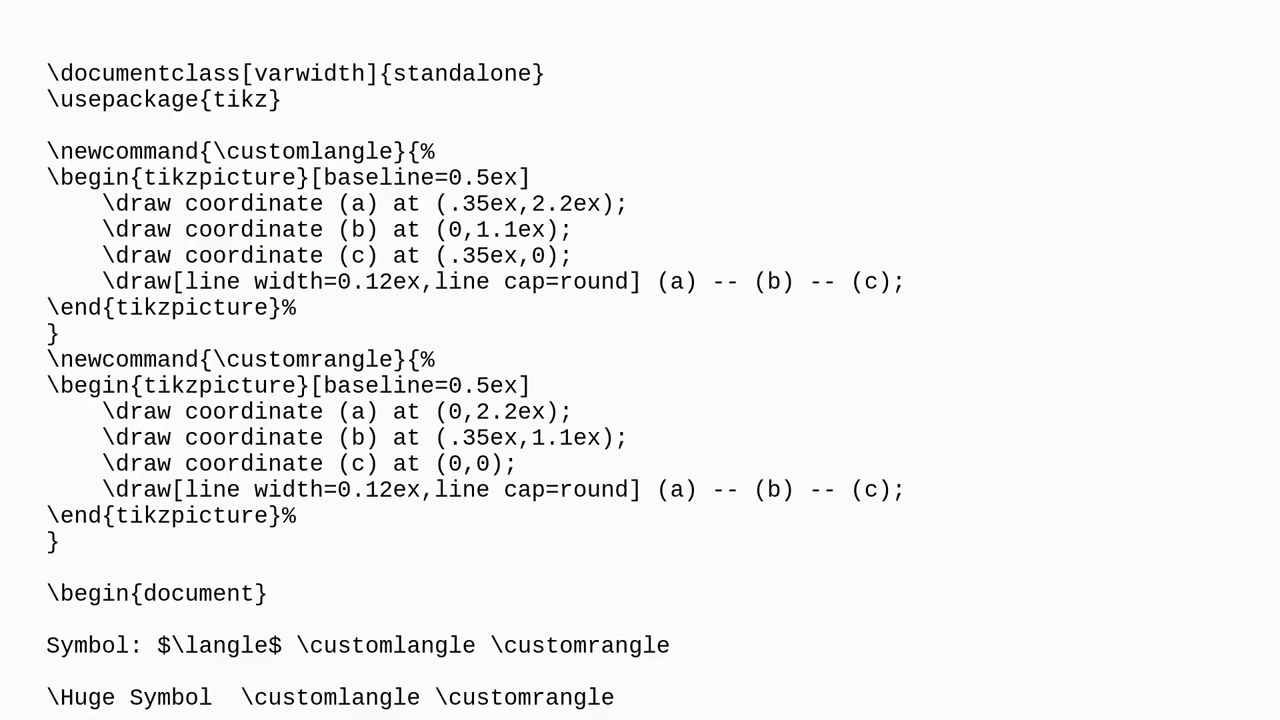 \documentclass[varwidth]{standalone}
\usepackage{tikz}

\newcommand{\customlangle}{%
\begin{tikzpicture}[baseline=0.5ex]
    \draw coordinate (a) at (.35ex,2.2ex);
    \draw coordinate (b) at (0,1.1ex);
    \draw coordinate (c) at (.35ex,0);
    \draw[line width=0.12ex,line cap=round] (a) -- (b) -- (c);
\end{tikzpicture}%
}
\newcommand{\customrangle}{%
\begin{tikzpicture}[baseline=0.5ex]
    \draw coordinate (a) at (0,2.2ex);
    \draw coordinate (b) at (.35ex,1.1ex);
    \draw coordinate (c) at (0,0);
    \draw[line width=0.12ex,line cap=round] (a) -- (b) -- (c);
\end{tikzpicture}%
}

\begin{document}

Symbol: $\langle$ \customlangle \customrangle

\Huge Symbol  \customlangle \customrangle